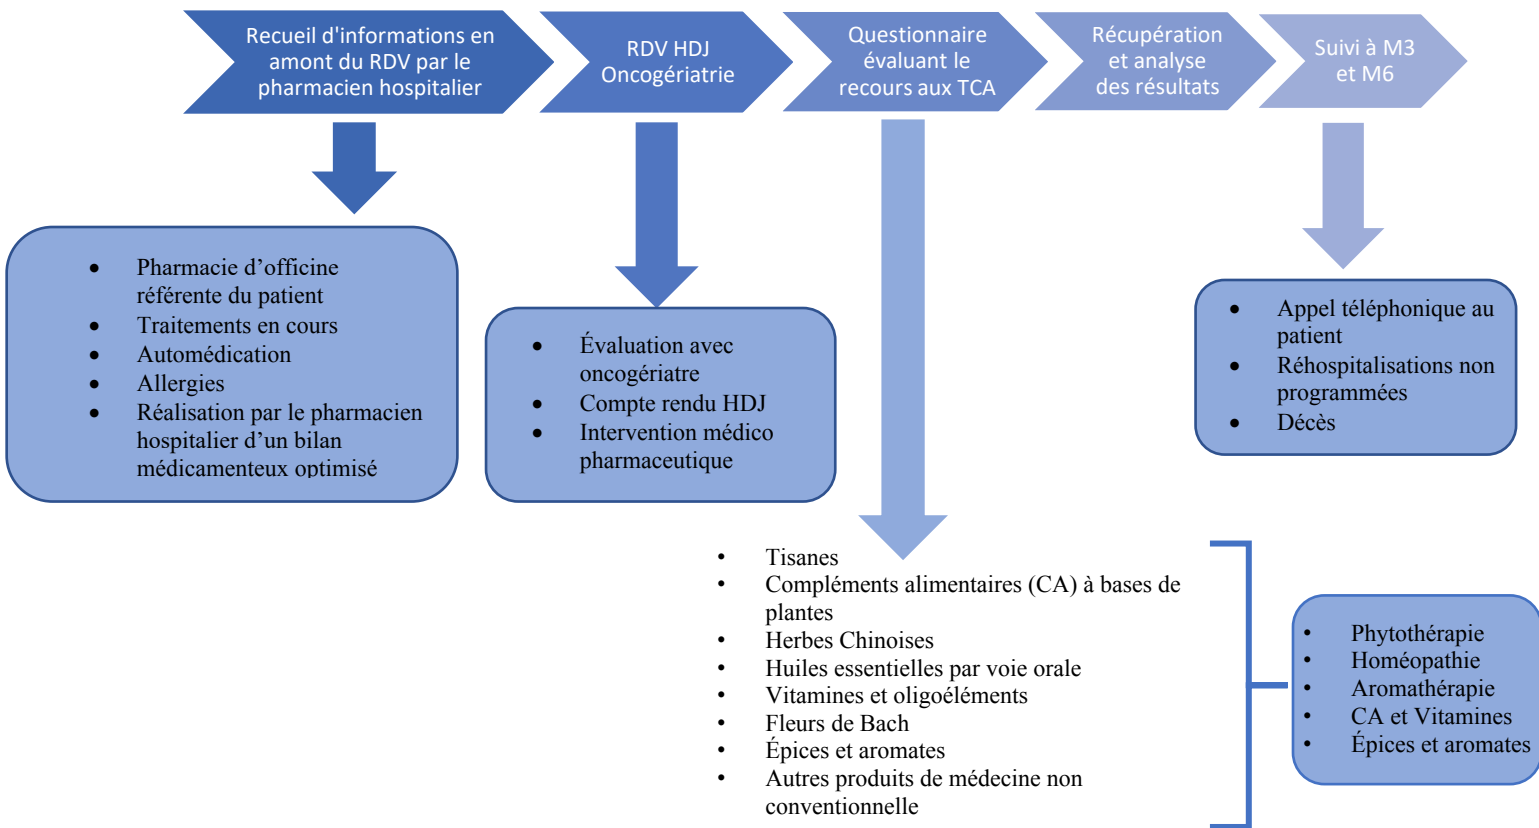 Recueil d'informations en
amont du RDV par le
pharmacien hospitalier
RDV HDJ
Oncogériatrie
Questionnaire
évaluant le
recours aux TCA
Récupération
et analyse
des résultats
Suivi à M3
et M6
• Pharmacie d’officine
référente du patient
• Traitements en cours
• Automédication
• Allergies
• Réalisation par le pharmacien
hospitalier d’un bilan
médicamenteux optimisé
• Évaluation avec
oncogériatre
• Compte rendu HDJ
• Intervention médico
pharmaceutique
• Appel téléphonique au
patient
• Réhospitalisations non
programmées
• Décès
• Tisanes
• Compléments alimentaires (CA) à bases de
plantes
• Herbes Chinoises
• Huiles essentielles par voie orale
• Vitamines et oligoéléments
• Fleurs de Bach
• Épices et aromates
• Autres produits de médecine non
conventionnelle
• Phytothérapie
• Homéopathie
• Aromathérapie
• CA et Vitamines
• Épices et aromates